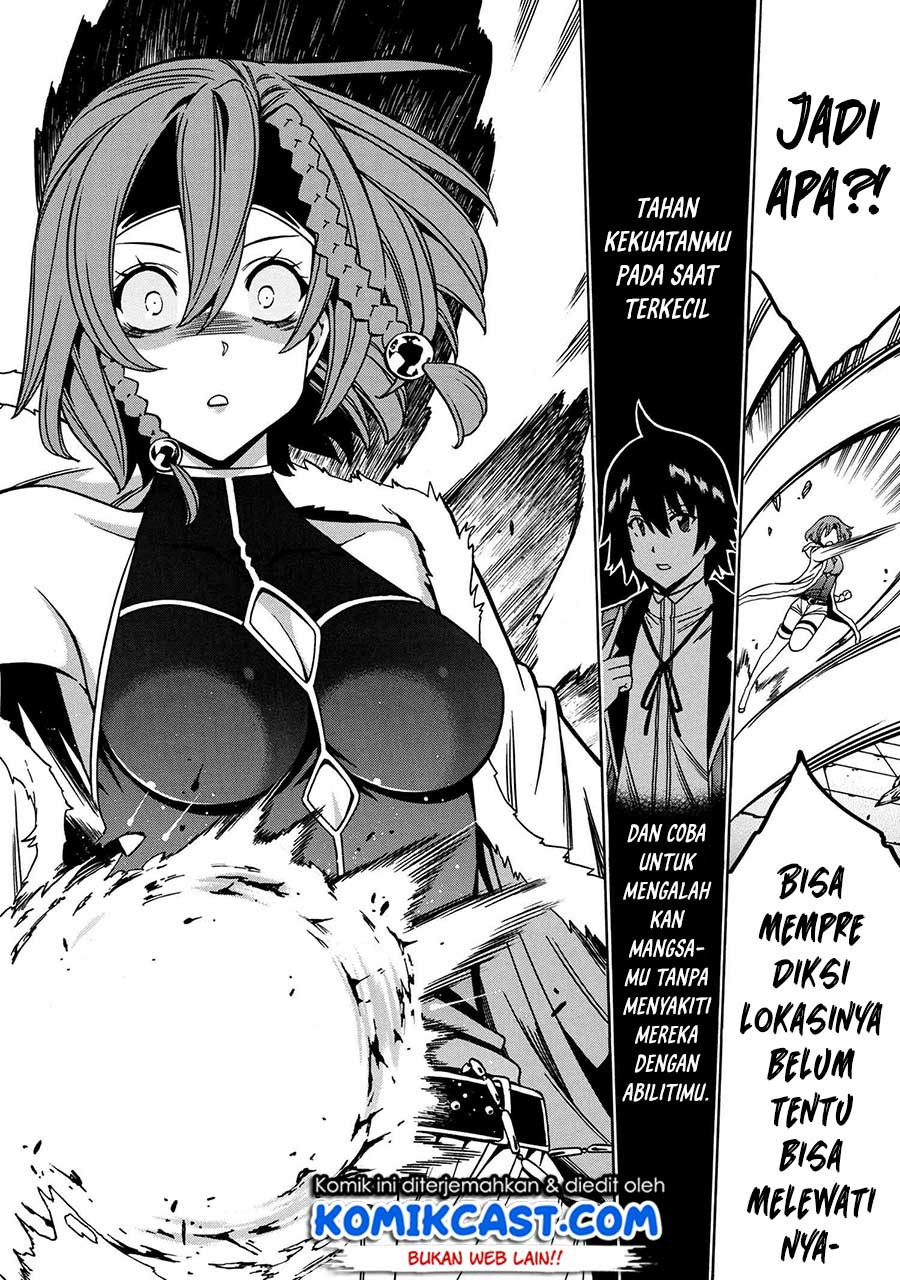 JADI
APA?!
BISA
MEMPRE
DIKSI
LOKASINYA
BELUM
TENTU
BISA
MELEWATI
NYA-
TAHAN
KEKUATANMU
PADA SAAT
TERKECIL
DAN COBA
UNTUK
MENGALAH
KAN
MANGSA-
MU TANPA
MENYAKITI
MEREKA
DENGAN
ABILITIMU.
Komik ini diterjemahkan & diedit oleh
KOMIKCAST.COM
BUKAN WEB LAIN!!